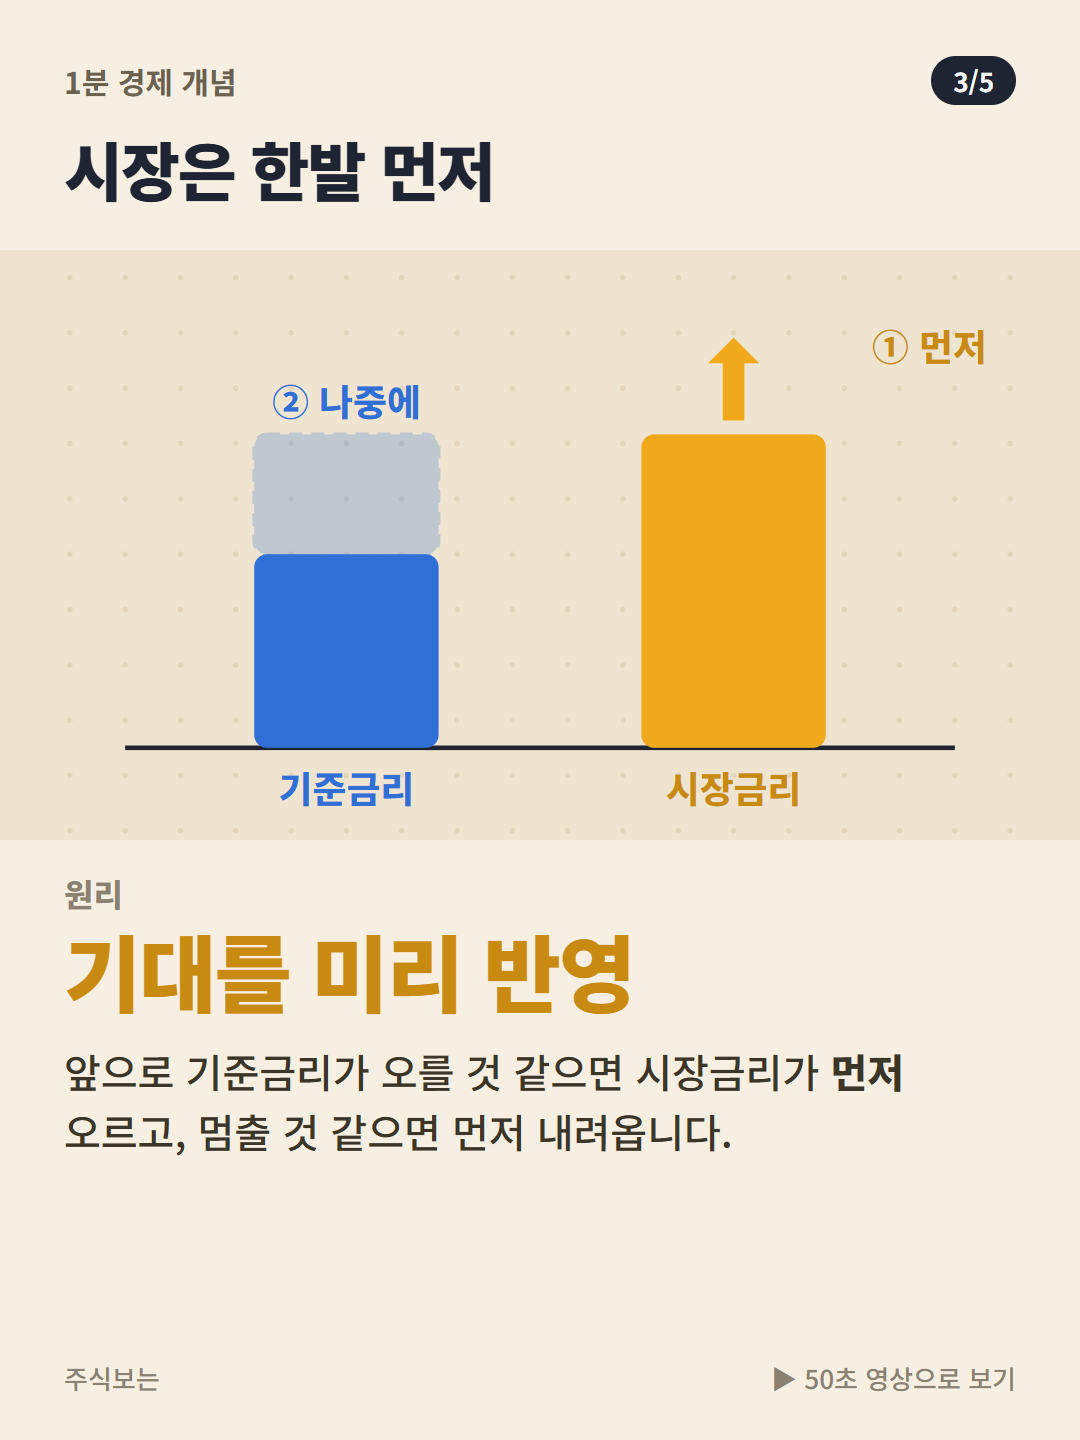 1분 경제 개념
3/5
시장은 한발 먼저
① 먼저
② 나중에
기준금리
시장금리
원리
기대를 미리 반영
앞으로 기준금리가 오를 것 같으면 시장금리가 먼저
오르고, 멈출 것 같으면 먼저 내려옵니다.
주식보는
▶ 50초 영상으로 보기